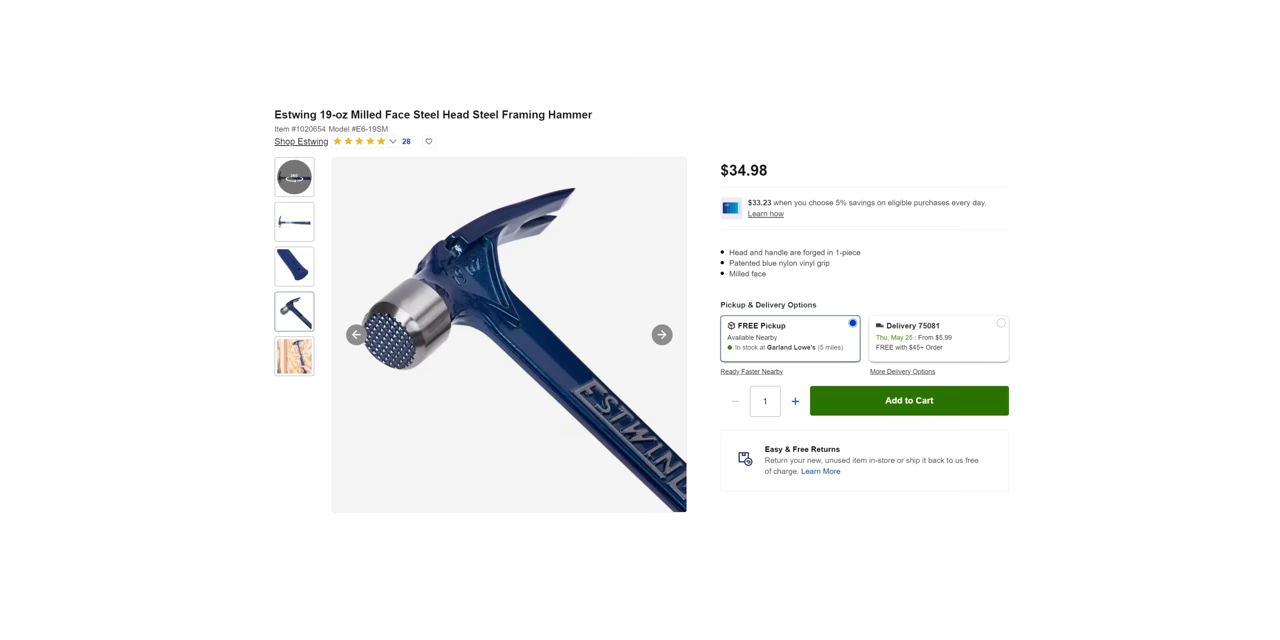 Estwing 19-oz Milled Face Steel Head Steel Framing Hammer
Item #1020654 Model #E6-19SM
Shop Estwing 28
$34.98
$33.23 when you choose 5% savings on eligible purchases every day.
Learn how
Head and handle are forged in 1-piece
Patented blue nylon vinyl grip
Milled face
Pickup & Delivery Options
FREE Pickup
Available Nearby
In stock at Garland Lowe's (5 miles)
Delivery 75081
Thu, May 25 : From $5.99
FREE with $45+ Order
Ready Faster Nearby
More Delivery Options
1
Add to Cart
Easy & Free Returns
Return your new, unused item in-store or ship it back to us free
of charge. Learn More
ESTWING